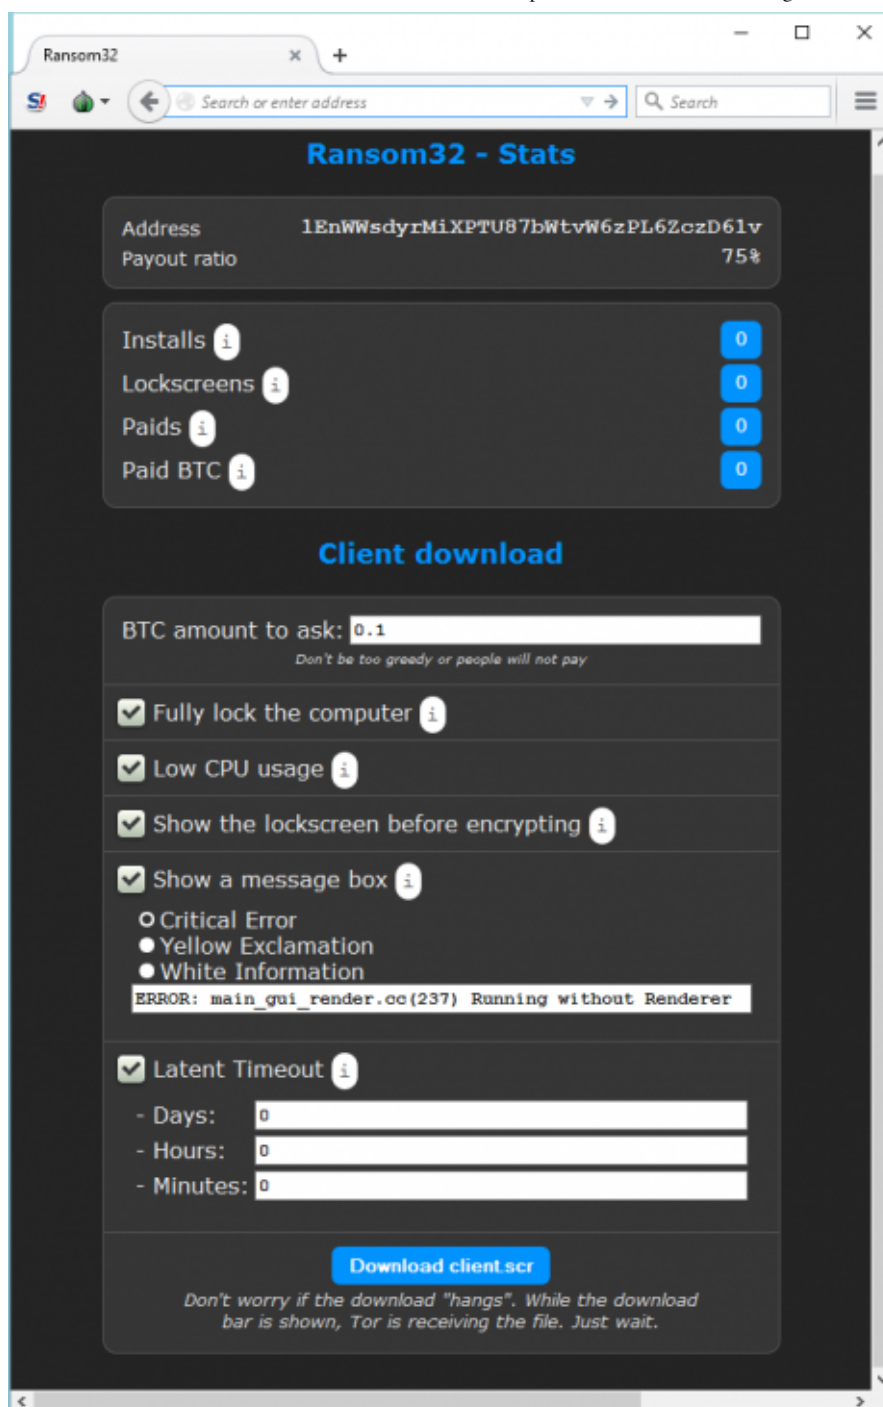 Ransom32
Search or enter address
Search
Ransom32 - Stats
Address 1EnWWsdyrMiXPTU87bWtvW6zPL6ZczD61v
Payout ratio 75%
Installs i 0
Lockscreens i 0
Paids i 0
Paid BTC i 0
Client download
BTC amount to ask: 0.1
Don't be too greedy or people will not pay
Fully lock the computer i
Low CPU usage i
Show the lockscreen before encrypting i
Show a message box i
Critical Error
Yellow Exclamation
White Information
ERROR: main_gui_render.cc(237) Running without Renderer
Latent Timeout i
- Days: 0
- Hours: 0
- Minutes: 0
Download client.scr
Don't worry if the download "hangs". While the download
bar is shown, Tor is receiving the file. Just wait.